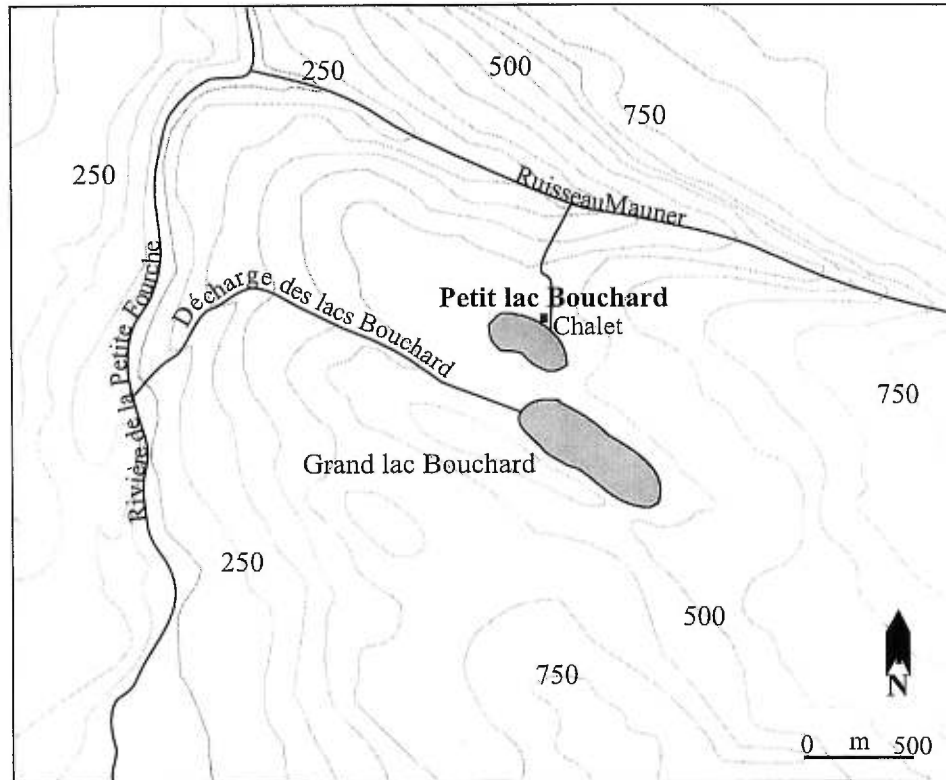 250
500
750
250
Ruisseau Mauner
Rivière de la Petite Fourche
Décharge des lacs Bouchard
Petit lac Bouchard
Chalet
750
Grand lac Bouchard
250
500
750
N
0 m 500